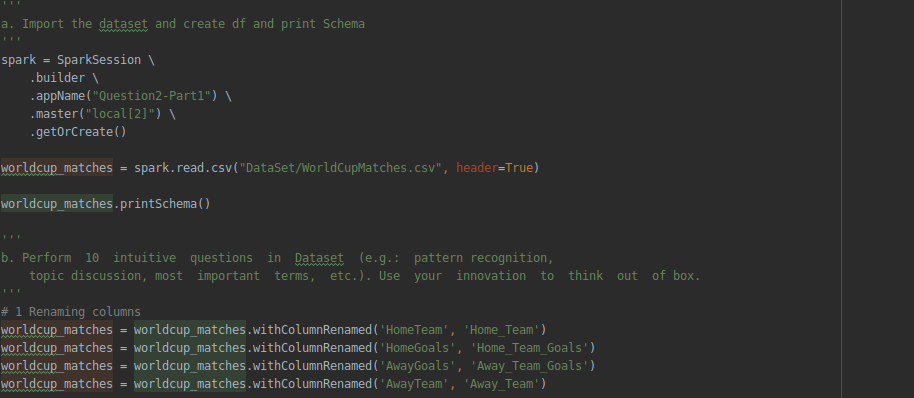 '''
a. Import the dataset and create df and print Schema
'''
spark = SparkSession \
    .builder \
    .appName("Question2-Part1") \
    .master("local[2]") \
    .getOrCreate()

worldcup_matches = spark.read.csv("DataSet/WorldCupMatches.csv", header=True)

worldcup_matches.printSchema()

'''
b. Perform  10  intuitive  questions  in  Dataset  (e.g.:  pattern recognition,
    topic discussion, most  important  terms,  etc.). Use  your  innovation  to  think  out  of box.
'''
# 1 Renaming columns
worldcup_matches = worldcup_matches.withColumnRenamed('HomeTeam', 'Home_Team')
worldcup_matches = worldcup_matches.withColumnRenamed('HomeGoals', 'Home_Team_Goals')
worldcup_matches = worldcup_matches.withColumnRenamed('AwayGoals', 'Away_Team_Goals')
worldcup_matches = worldcup_matches.withColumnRenamed('AwayTeam', 'Away_Team')